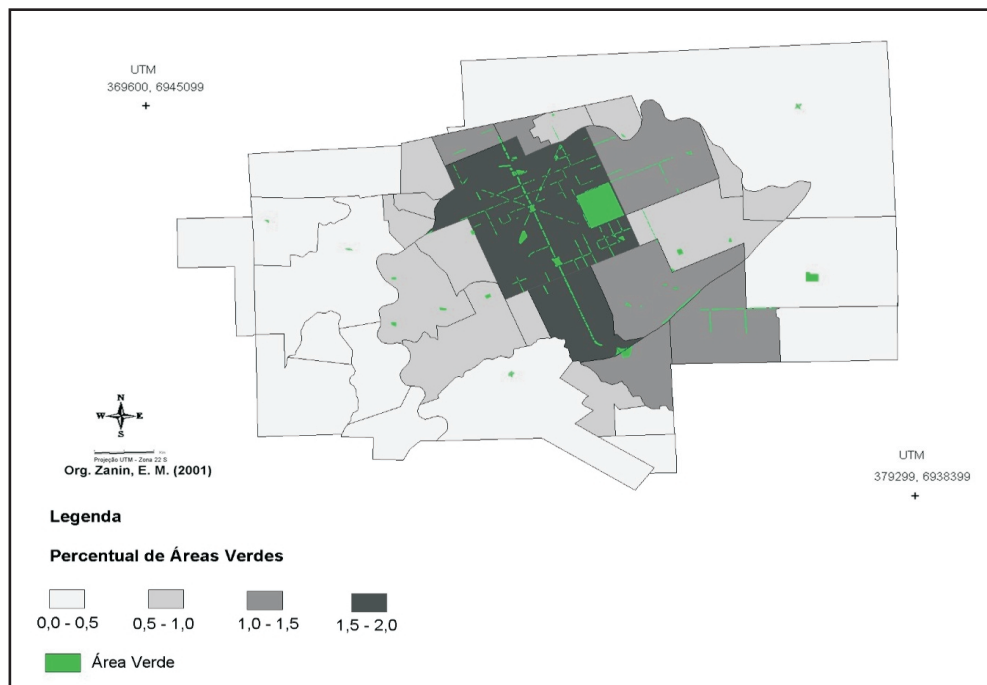 UTM
369600, 6945099
N
W E
S
Projeção UTM - Zona 22 S
Org. Zanin, E. M. (2001)
UTM
379299, 6938399
Legenda
Percentual de Áreas Verdes
0,0 - 0,5 0,5 - 1,0 1,0 - 1,5 1,5 - 2,0
Área Verde